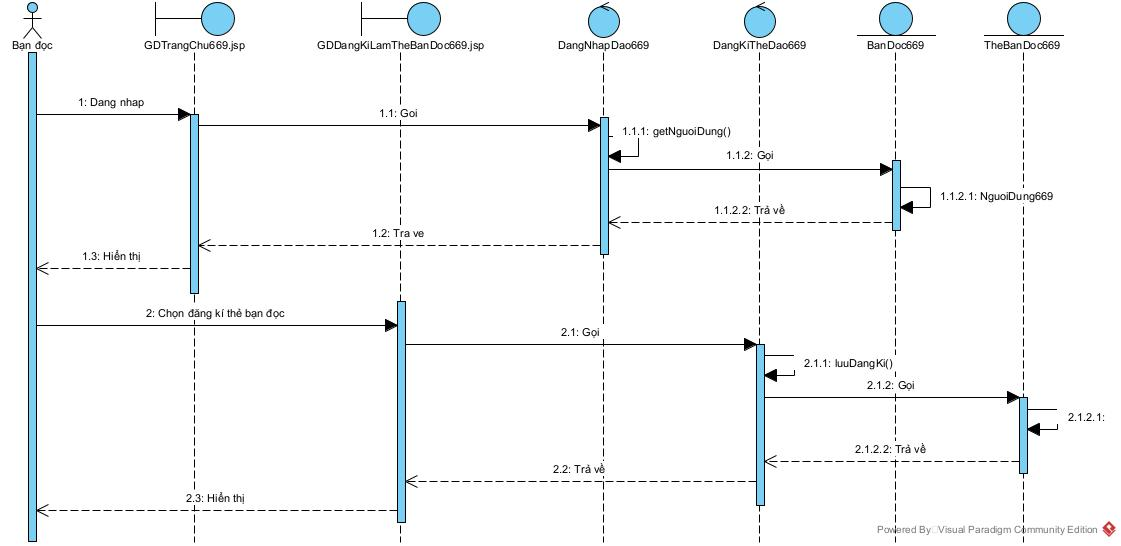 Bạn đọc
GDTrangChu669.jsp
GDDangKiLamTheBanDoc669.jsp
DangNhapDao669
DangKiTheDao669
BanDoc669
TheBanDoc669
1: Dang nhap
1.1: Goi
1.1.1: getNguoiDung()
1.1.2: Gọi
1.1.2.1: NguoiDung669
1.1.2.2: Trả về
1.2: Tra ve
1.3: Hiển thị
2: Chọn đăng kí thẻ bạn đọc
2.1: Gọi
2.1.1: luuDangKi()
2.1.2: Gọi
2.1.2.1:
2.1.2.2: Trả về
2.2: Trả về
2.3: Hiển thị
Powered By Visual Paradigm Community Edition